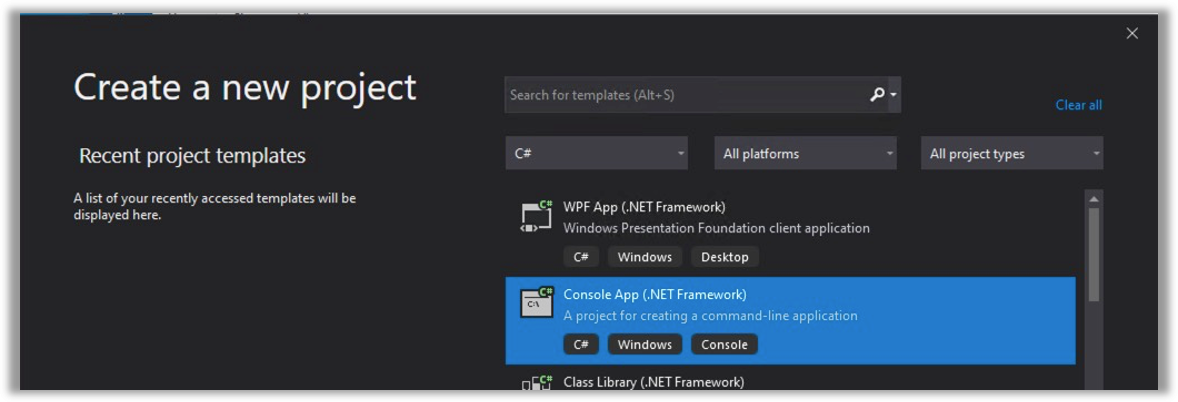 Create a new project
Search for templates (Alt+S)
Clear all
Recent project templates
C#
All platforms
All project types
A list of your recently accessed templates will be
displayed here.
C#
WPF App (.NET Framework)
Windows Presentation Foundation client application
C# Windows Desktop
C#
C:\
Console App (.NET Framework)
A project for creating a command-line application
C# Windows Console
C#
Class Library (.NET Framework)